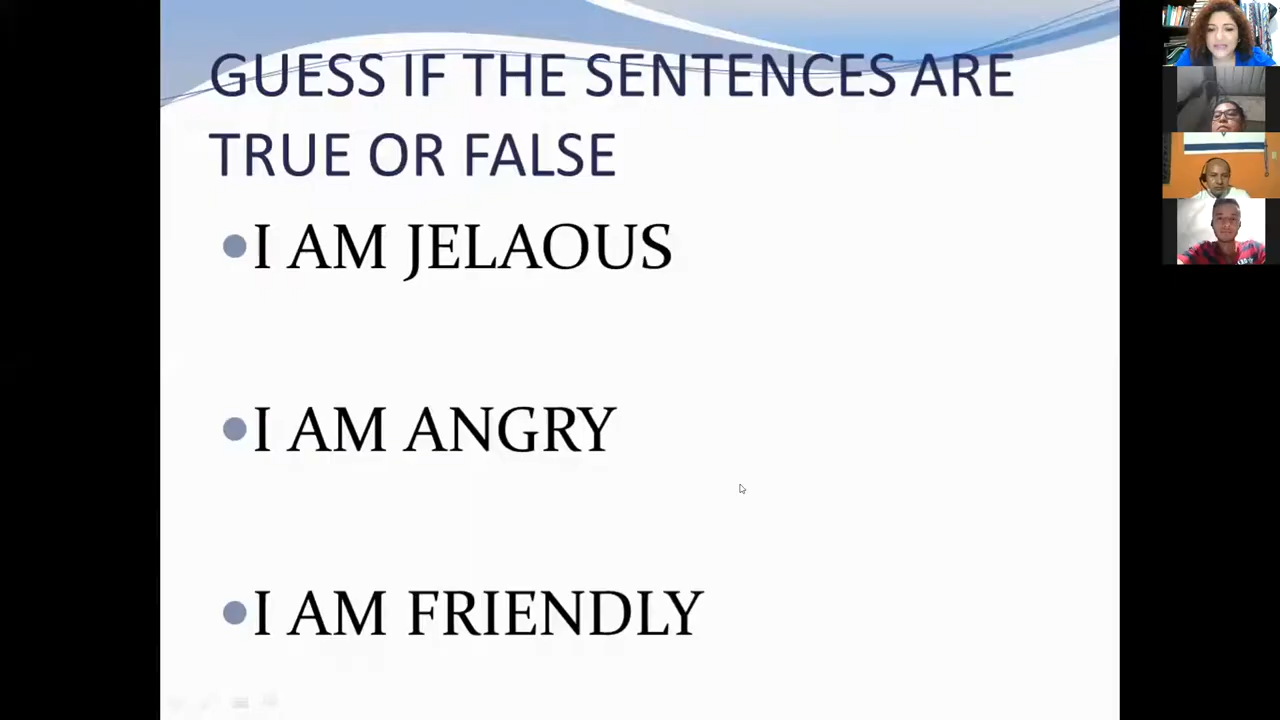 GUESS IF THE SENTENCES ARE
TRUE OR FALSE
I AM JELAOUS
I AM ANGRY
I AM FRIENDLY